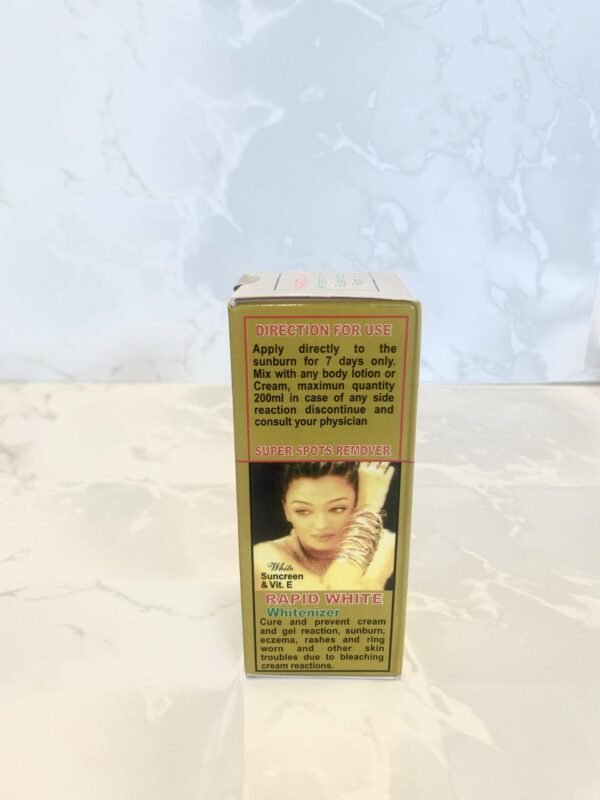 DIRECTION FOR USE
Apply directly to the
sunburn for 7 days only.
Mix with any body lotion or
Cream, maximun quantity
200ml in case of any side
reaction discontinue and
consult your physician
SUPER SPOTS REMOVER
White
Suncreen
& Vit. E
RAPID WHITE
Whitenizer
Cure and prevent cream
and gel reaction, sunburn,
eczema, rashes and ring
worn and other skin
troubles due to bleaching
cream reactions.